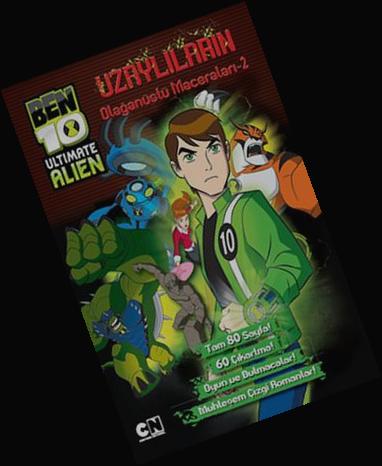 UZAYLILARIN
Olağanüstü Maceraları-2
BEN
10
ULTIMATE
ALIEN
10
Tam 80 Sayfa!
60 Çıkartma!
Oyun ve Bulmacalar!
Muhteşem Çizgi Romanlar!
CN